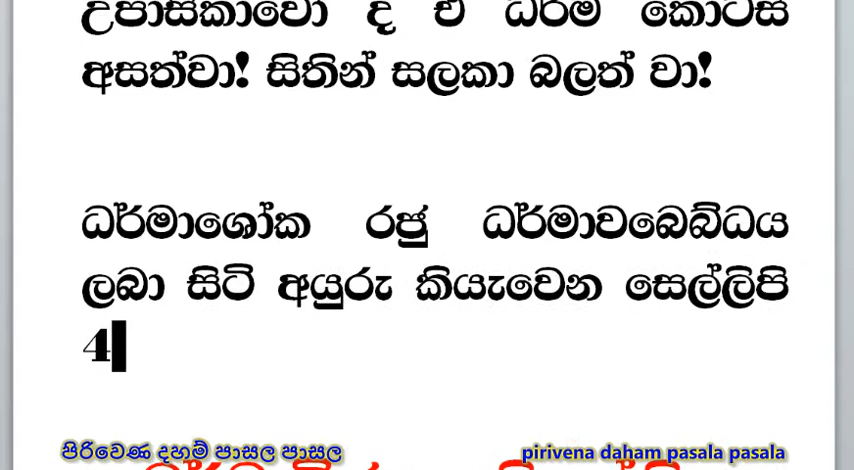 උපාසකාවෝ ද ඒ ධර්ම කොටස්
අසත්වා! සිතින් සලකා බලත් වා!
ධර්මාශෝක රජු ධර්මාවබෙබ්ධය
ලබා සිටි අයුරු කියැවෙන සෙල්ලිපි
4
පිරිවෙණ දහම් පාසල පාසල pirivena daham pasala pasala